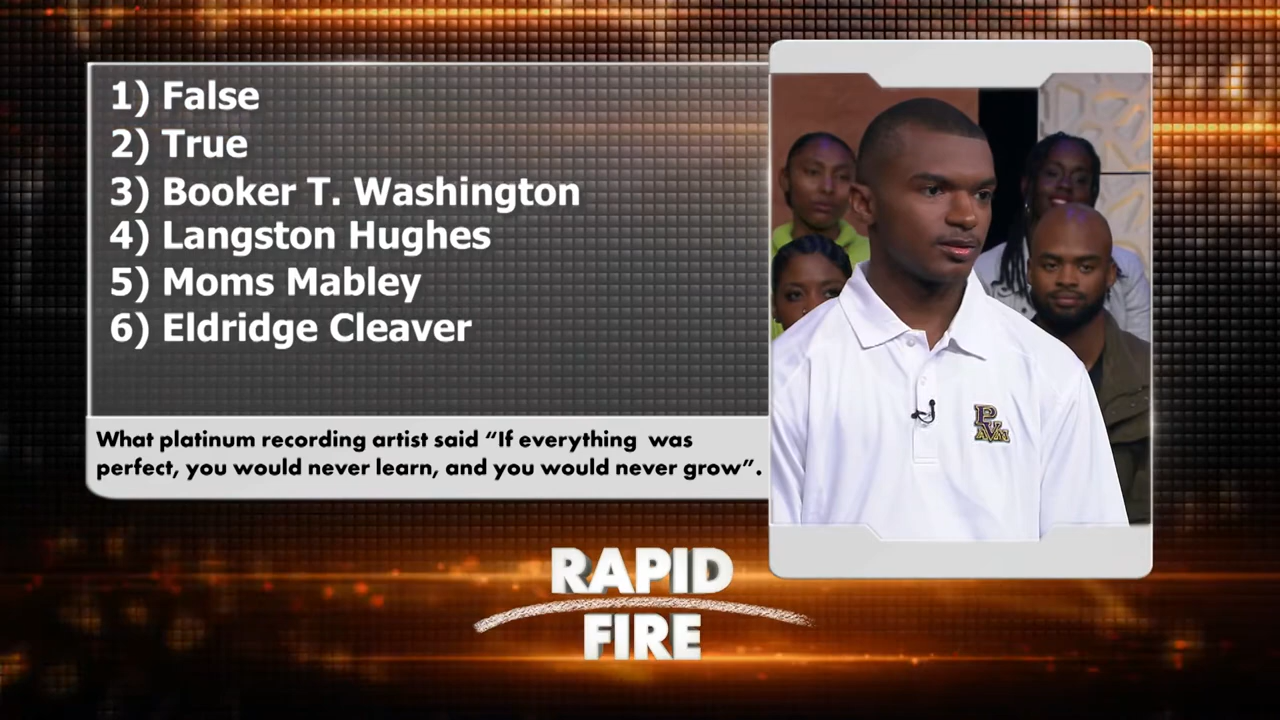 1) False
2) True
3) Booker T. Washington
4) Langston Hughes
5) Moms Mabley
6) Eldridge Cleaver
What platinum recording artist said “If everything was
perfect, you would never learn, and you would never grow”.
PV
AMU
RAPID
FIRE